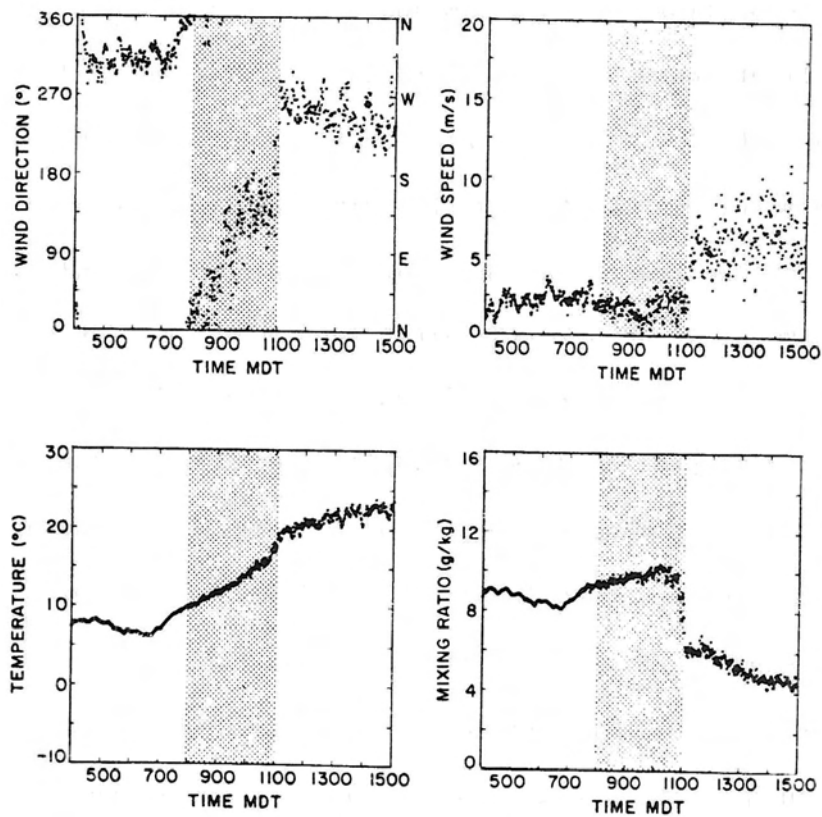 WIND DIRECTION (°)
360
270
180
90
0
N
W
S
E
N
500 700 900 1100 1300 1500
TIME MDT
WIND SPEED (m/s)
20
15
10
5
0
500 700 900 1100 1300 1500
TIME MDT
TEMPERATURE (°C)
30
20
10
0
-10
500 700 900 1100 1300 1500
TIME MDT
MIXING RATIO (g/kg)
16
12
8
4
0
500 700 900 1100 1300 1500
TIME MDT